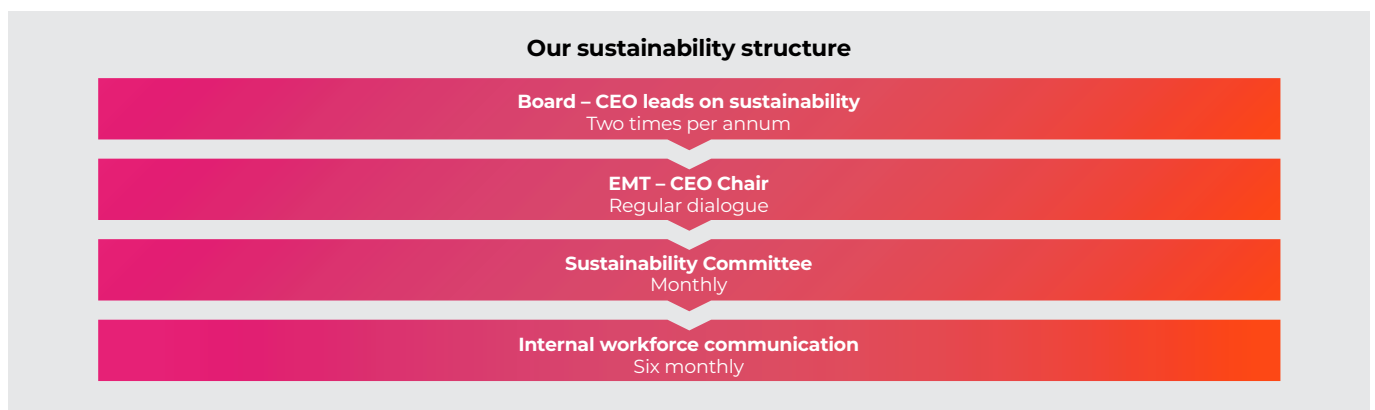 Our sustainability structure
Board – CEO leads on sustainability
Two times per annum
EMT – CEO Chair
Regular dialogue
Sustainability Committee
Monthly
Internal workforce communication
Six monthly